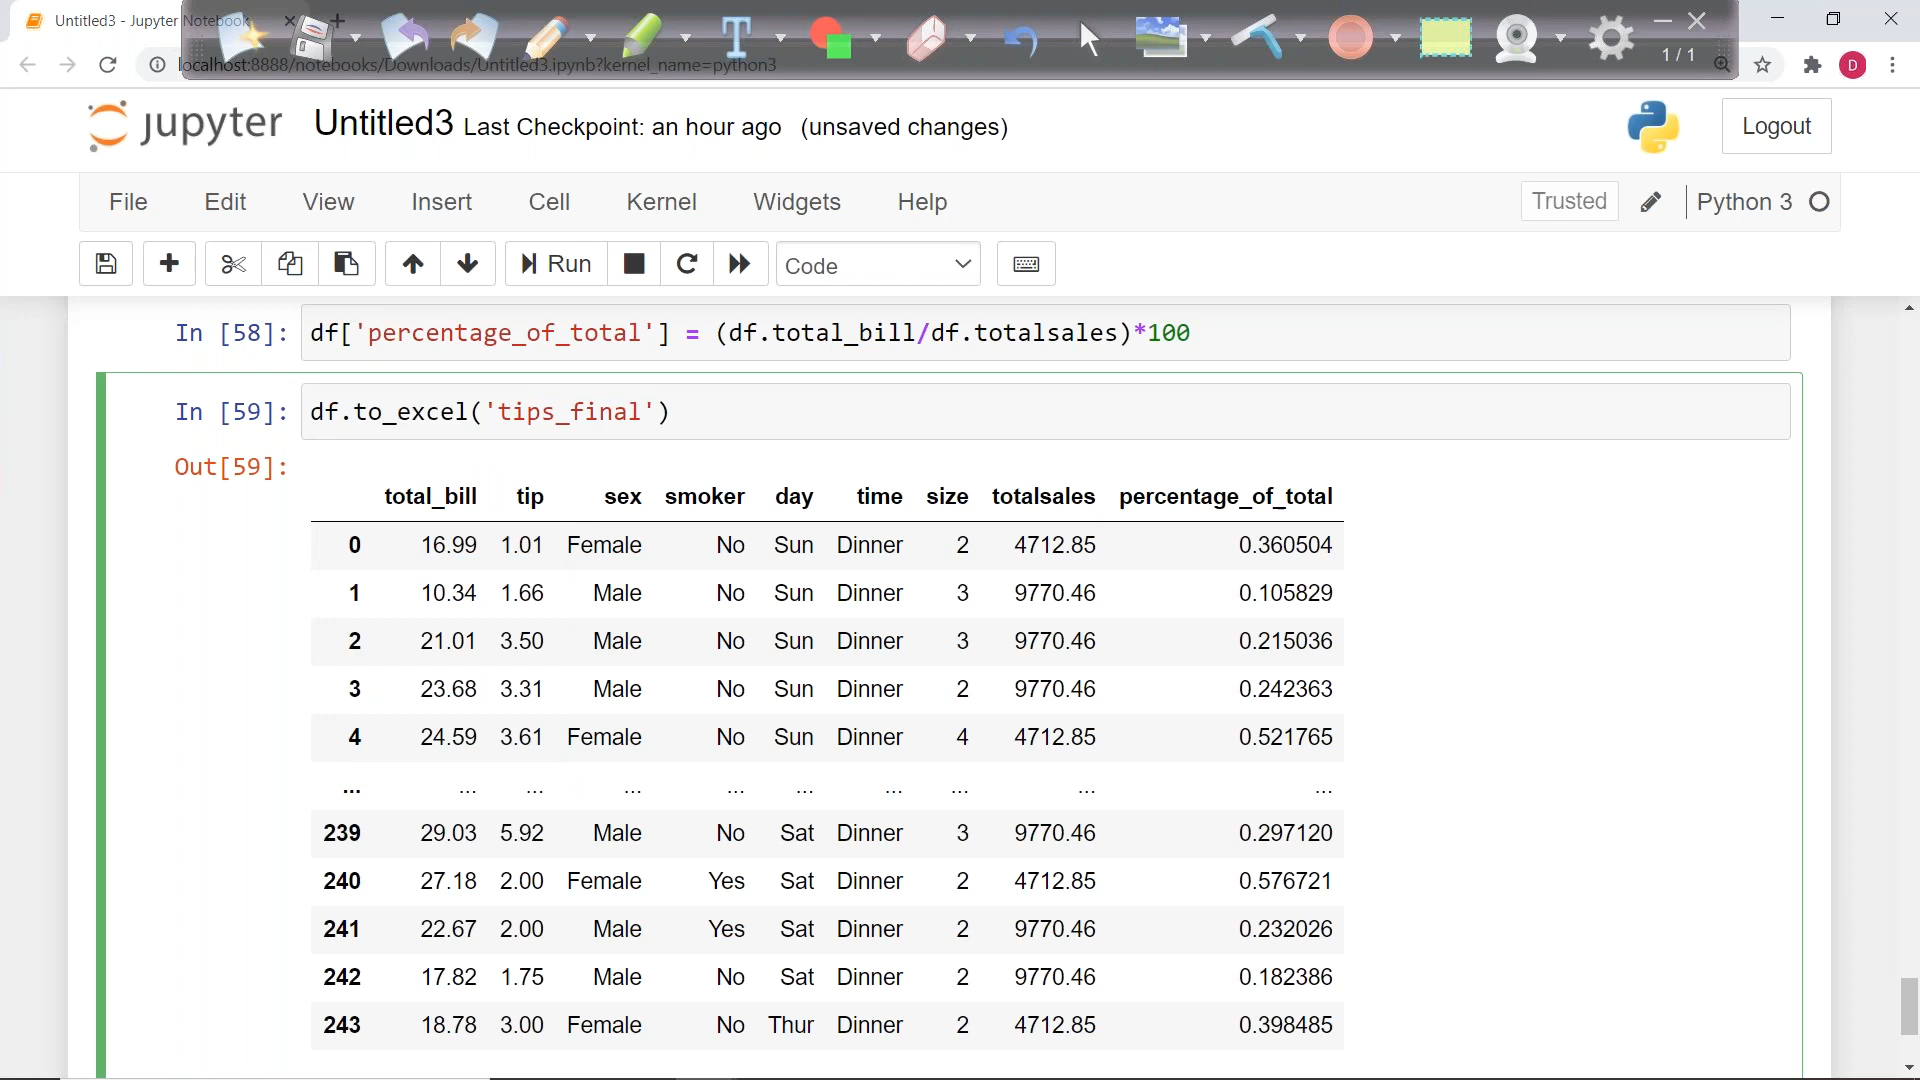 Untitled3 - Jupyter Notebook
localhost:8888/notebooks/Downloads/Untitled3.ipynb?kernel_name=python3
1 / 1
D
jupyter Untitled3 Last Checkpoint: an hour ago (unsaved changes)
Logout
File Edit View Insert Cell Kernel Widgets Help
Trusted
Python 3
Run
Code
In [58]: df['percentage_of_total'] = (df.total_bill/df.totalsales)*100
In [59]: df.to_excel('tips_final')
Out[59]:
total_bill tip sex smoker day time size totalsales percentage_of_total
0 16.99 1.01 Female No Sun Dinner 2 4712.85 0.360504
1 10.34 1.66 Male No Sun Dinner 3 9770.46 0.105829
2 21.01 3.50 Male No Sun Dinner 3 9770.46 0.215036
3 23.68 3.31 Male No Sun Dinner 2 9770.46 0.242363
4 24.59 3.61 Female No Sun Dinner 4 4712.85 0.521765
... ... ... ... ... ... ... ... ... ...
239 29.03 5.92 Male No Sat Dinner 3 9770.46 0.297120
240 27.18 2.00 Female Yes Sat Dinner 2 4712.85 0.576721
241 22.67 2.00 Male Yes Sat Dinner 2 9770.46 0.232026
242 17.82 1.75 Male No Sat Dinner 2 9770.46 0.182386
243 18.78 3.00 Female No Thur Dinner 2 4712.85 0.398485